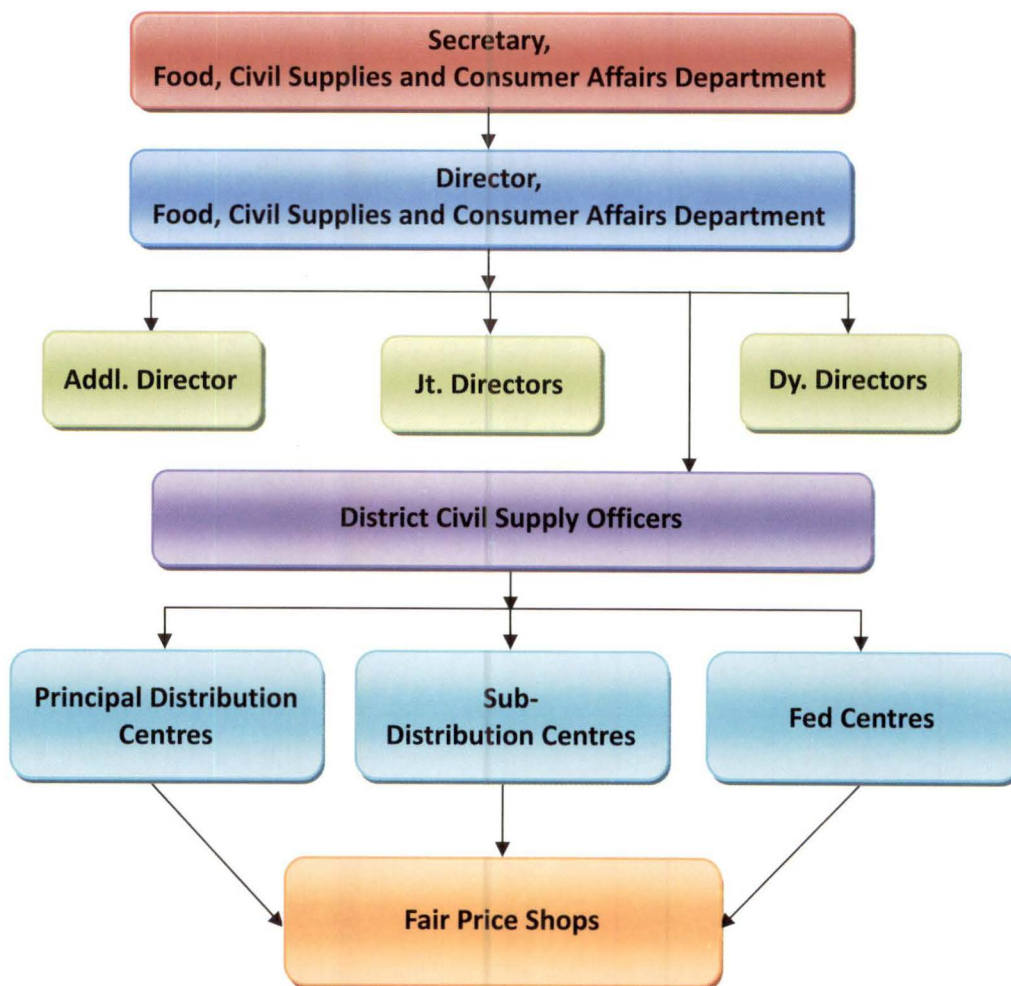 Secretary,
Food, Civil Supplies and Consumer Affairs Department
Director,
Food, Civil Supplies and Consumer Affairs Department
Addl. Director
Jt. Directors
Dy. Directors
District Civil Supply Officers
Principal Distribution
Centres
Sub-
Distribution Centres
Fed Centres
Fair Price Shops